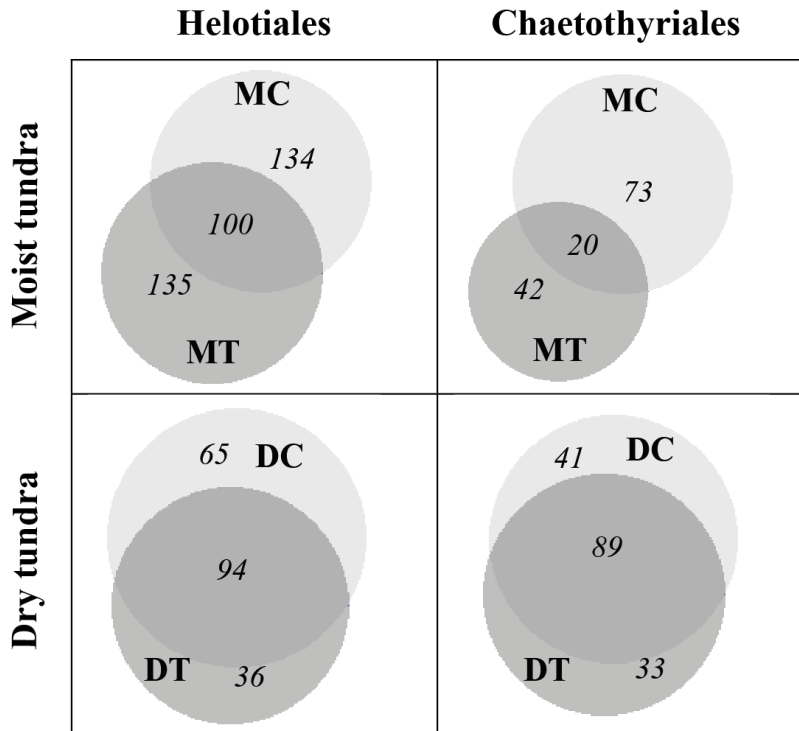 Helotiales Chaetothyriales
Moist tundra
MC
134
100
135
MT
MC
73
20
42
MT
Dry tundra
65 DC
94
DT 36
41 DC
89
DT 33